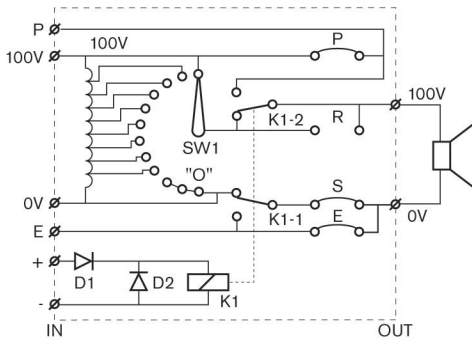 P
100V
100V
P
100V
K1-2
R
SW1
"O"
S
0V
K1-1
E
0V
E
+
D1
D2
K1
-
IN
OUT